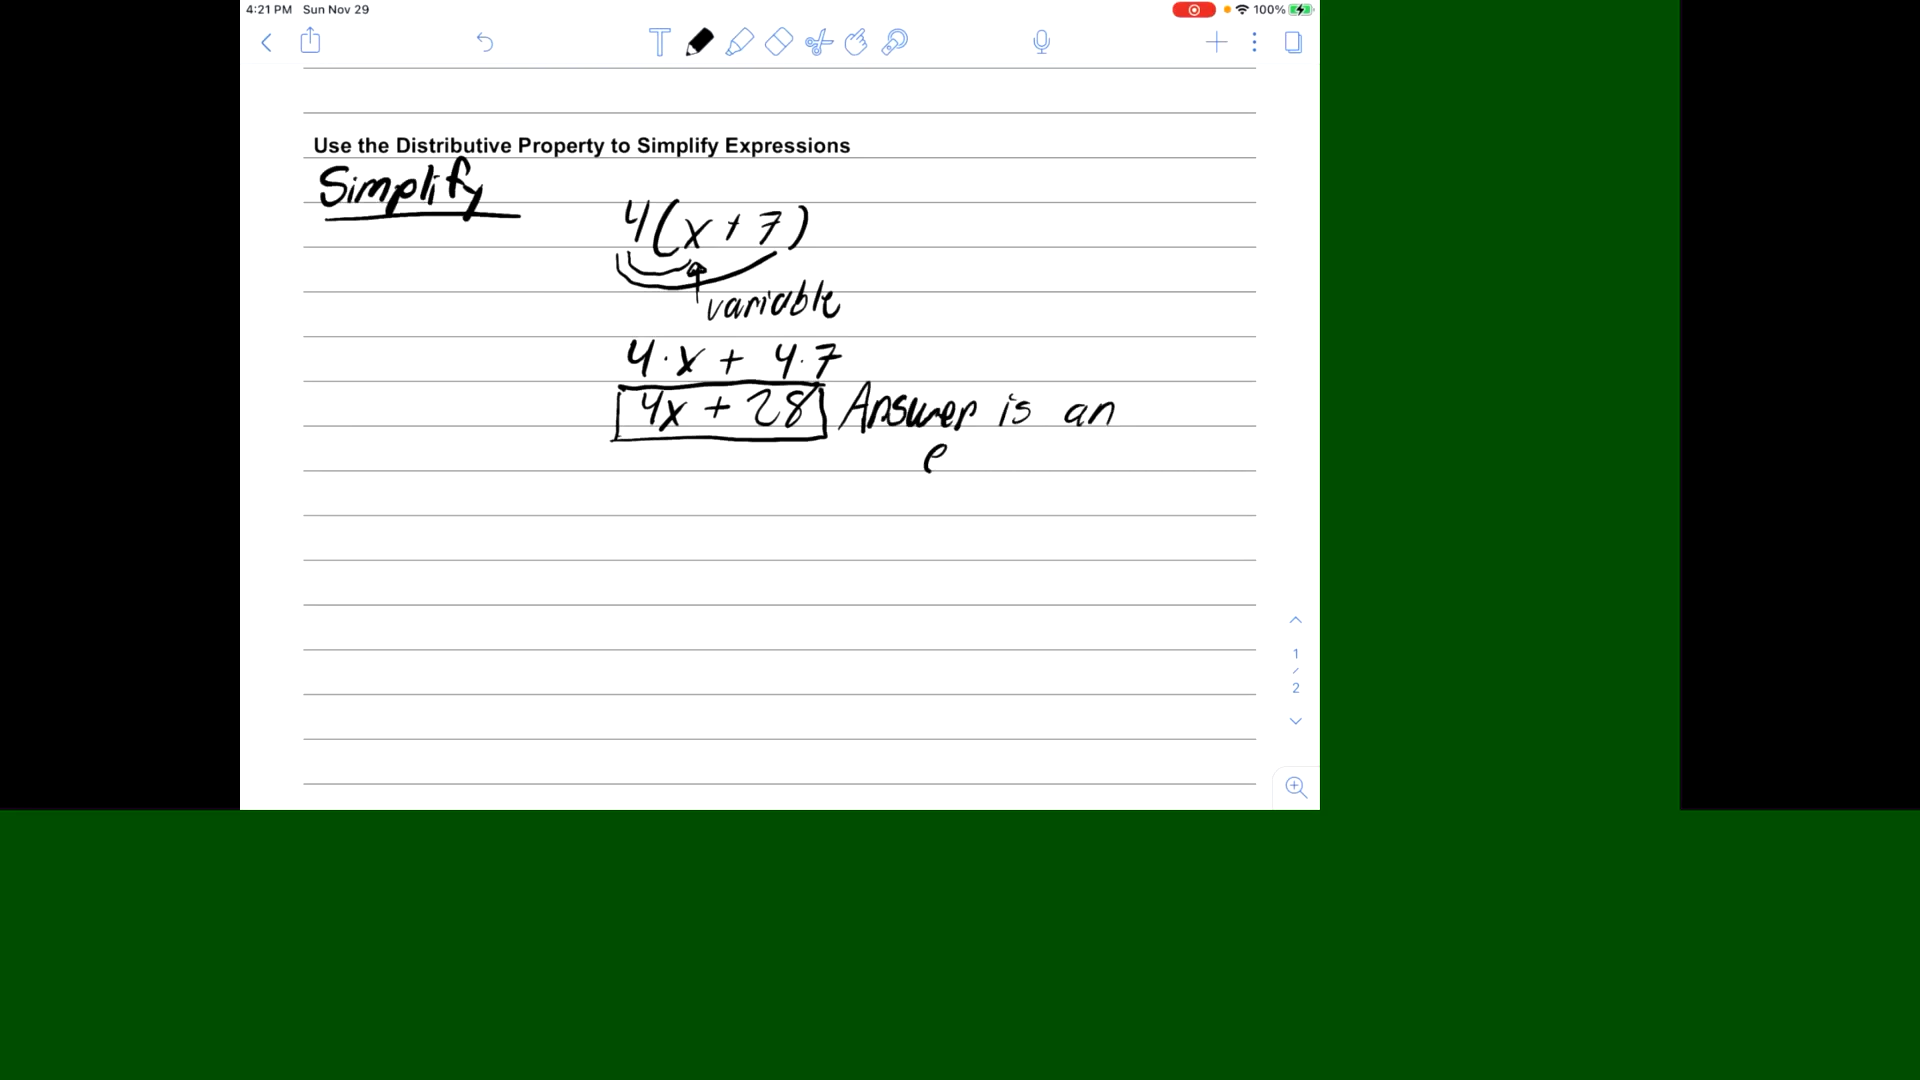 4:21 PM Sun Nov 29
100%
T
Use the Distributive Property to Simplify Expressions
Simplify
4(x + 7)
variable
4·x + 4·7
4x + 28 Answer is an
e
1
/
2